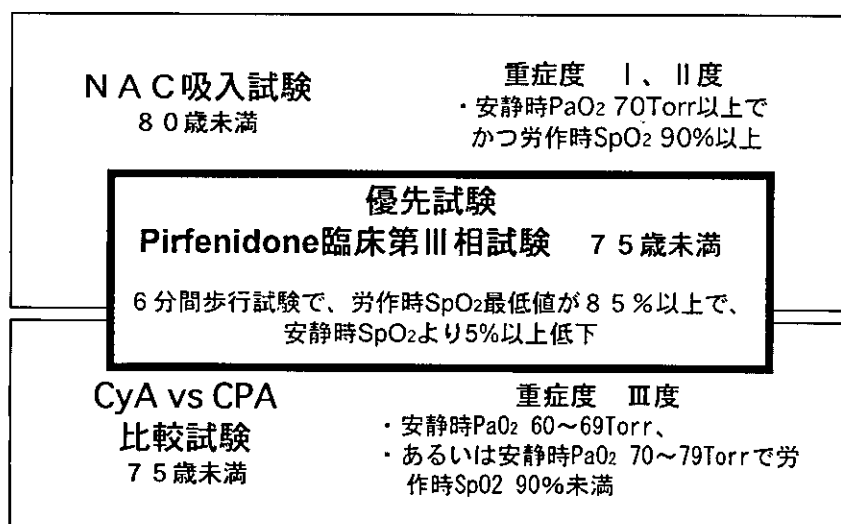 NAC吸入試験
80歳未満
重症度 Ⅰ、Ⅱ度
・安静時PaO2 70Torr以上で
かつ労作時SpO2 90%以上
優先試験
Pirfenidone臨床第Ⅲ相試験 75歳未満
6分間歩行試験で、労作時SpO2最低値が85%以上で、
安静時SpO2より5%以上低下
CyA vs CPA
比較試験
75歳未満
重症度 Ⅲ度
・安静時PaO2 60～69Torr、
・あるいは安静時PaO2 70～79Torrで労
作時SpO2 90%未満